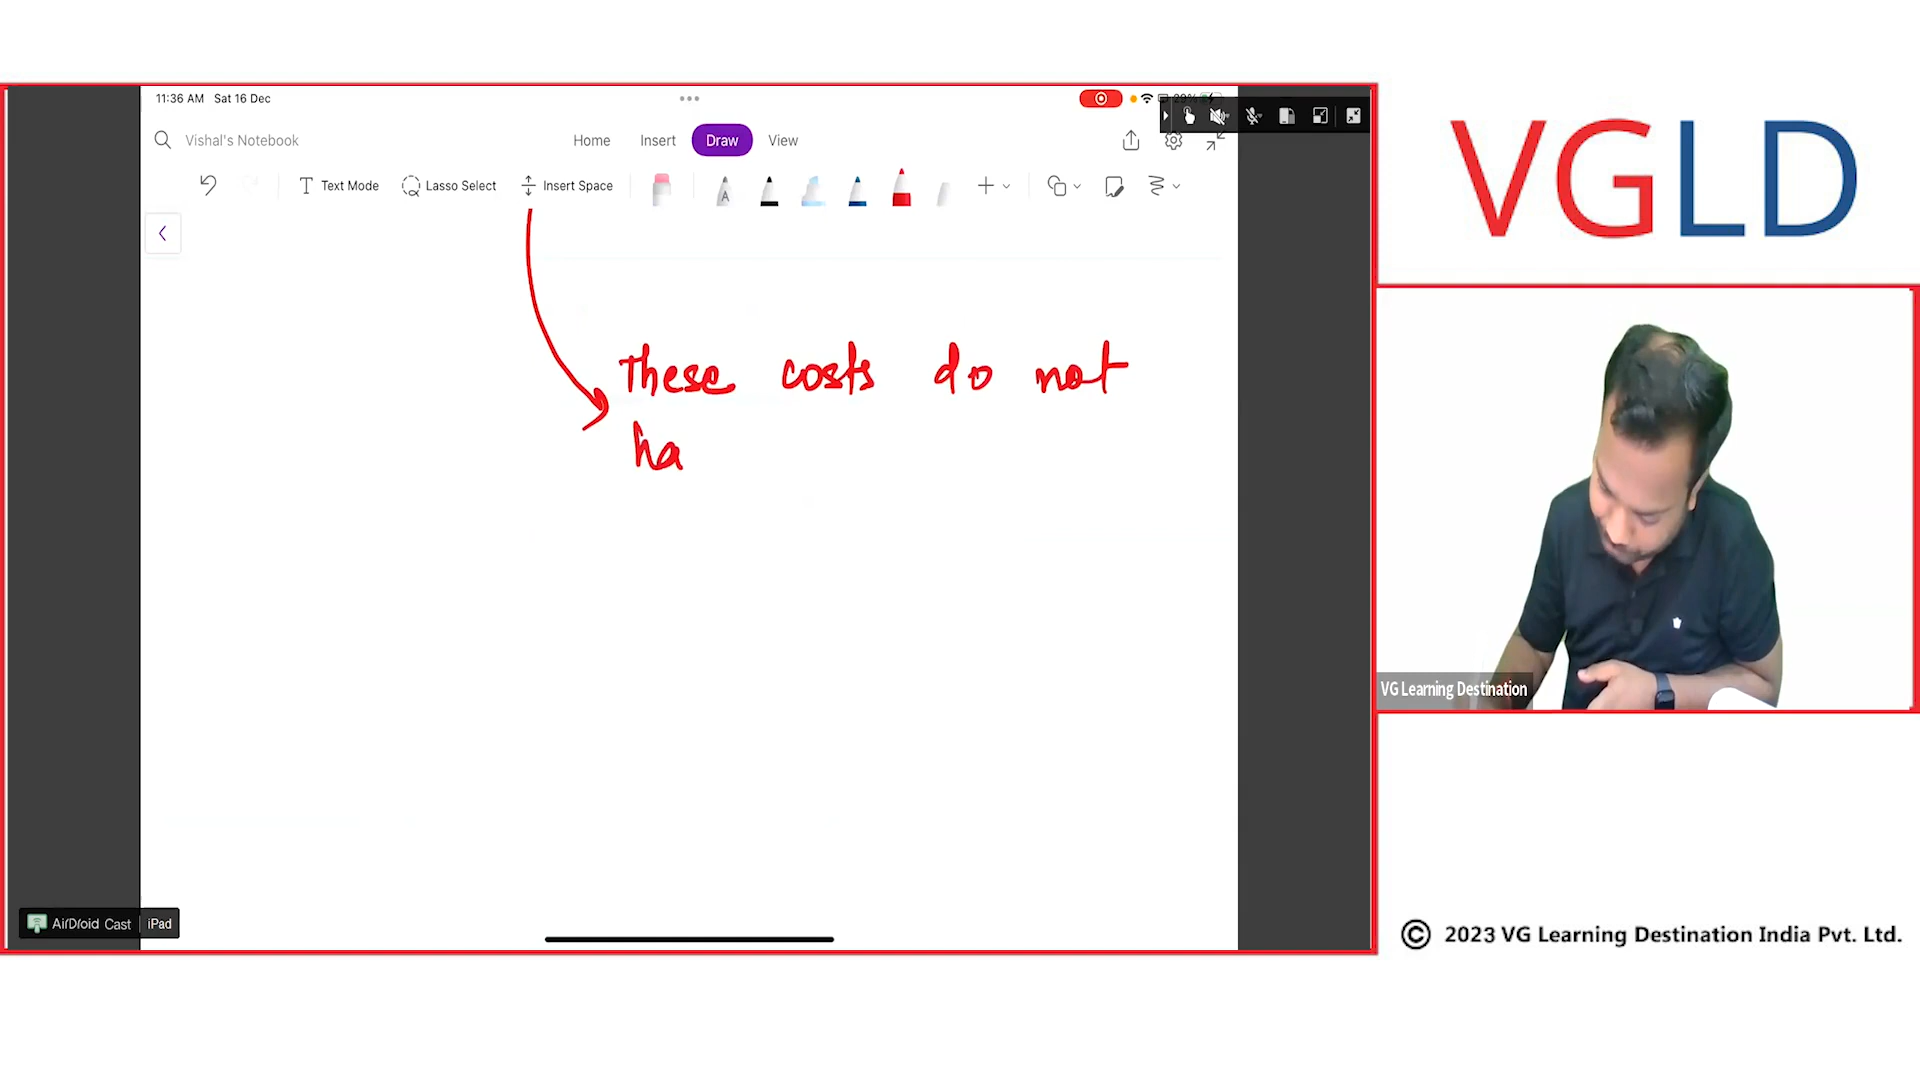 11:36 AM Sat 16 Dec
29%
Vishal's Notebook
Home Insert Draw View
Text Mode Lasso Select Insert Space
A
These costs do not
ha
VGLD
VG Learning Destination
AirDroid Cast iPad
© 2023 VG Learning Destination India Pvt. Ltd.